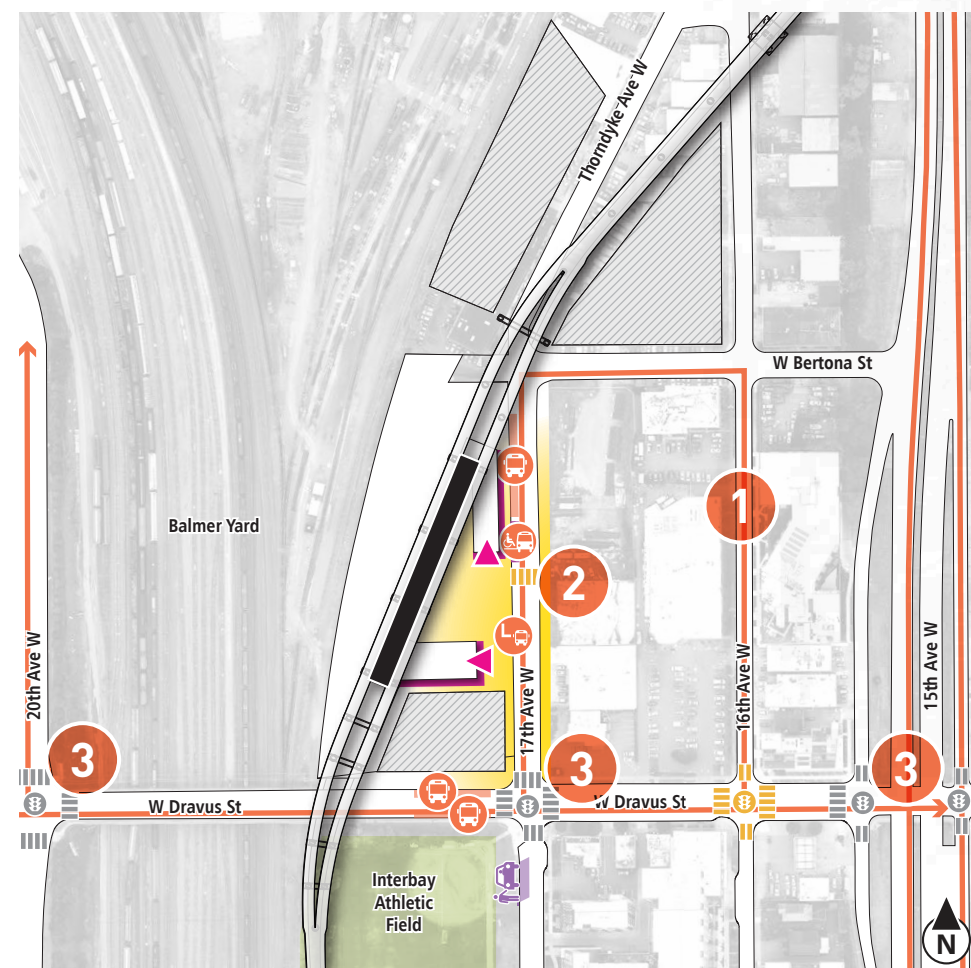 Thorndyke Ave W
W Bertona St
1
Balmer Yard
2
20th Ave W
17th Ave W
16th Ave W
15th Ave W
3
3
3
W Dravus St
W Dravus St
Interbay
Athletic
Field
L
N